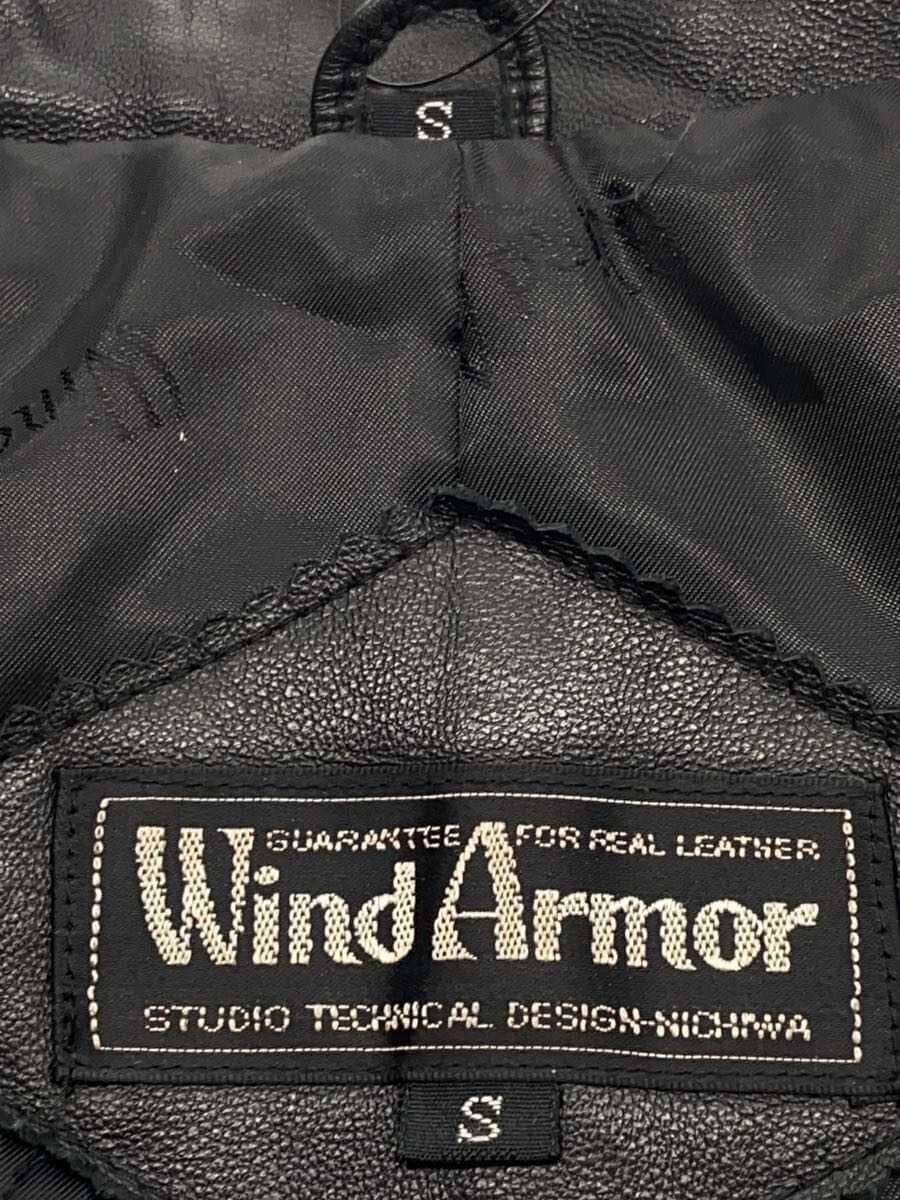 S
GUARANTEE FOR REAL LEATHER
Wind Armor
STUDIO TECHNICAL DESIGN-NICHIWA
S